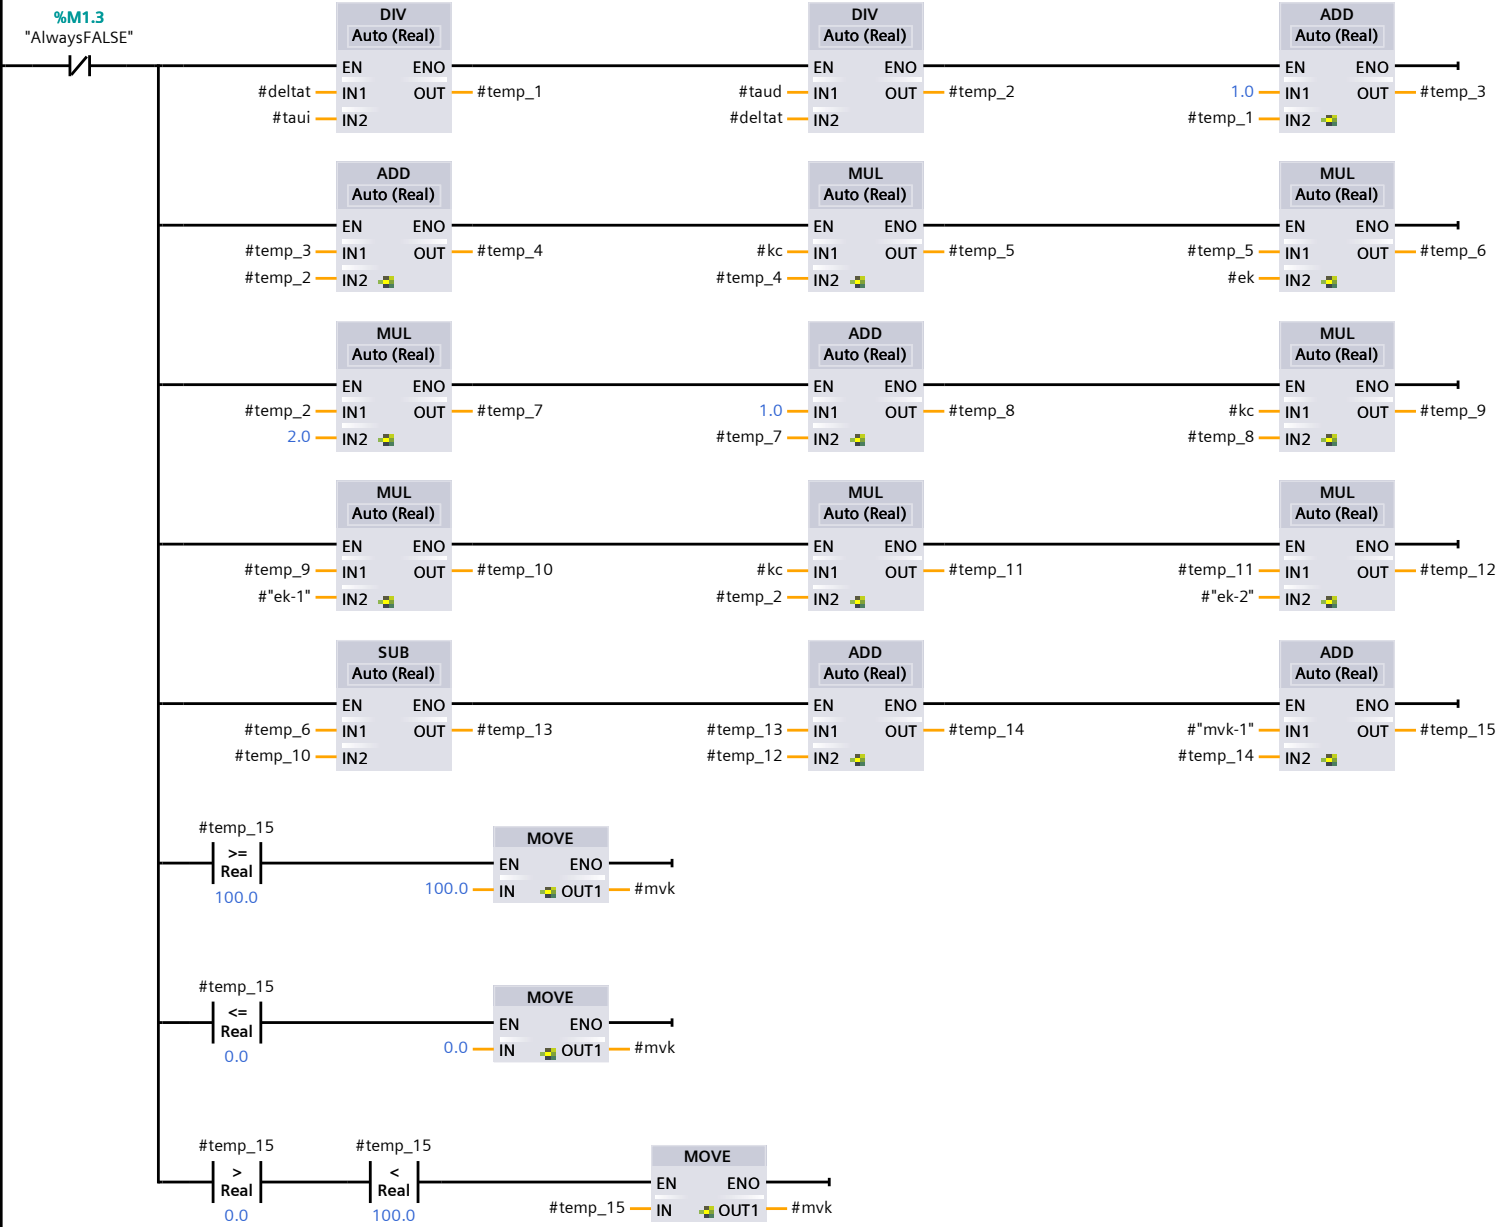 %M1.3
"AlwaysFALSE"
DIV
Auto (Real)
EN ENO
#deltat IN1 OUT #temp_1
#taui IN2
DIV
Auto (Real)
EN ENO
#taud IN1 OUT #temp_2
#deltat IN2
ADD
Auto (Real)
EN ENO
1.0 IN1 OUT #temp_3
#temp_1 IN2
ADD
Auto (Real)
EN ENO
#temp_3 IN1 OUT #temp_4
#temp_2 IN2
MUL
Auto (Real)
EN ENO
#kc IN1 OUT #temp_5
#temp_4 IN2
MUL
Auto (Real)
EN ENO
#temp_5 IN1 OUT #temp_6
#ek IN2
MUL
Auto (Real)
EN ENO
#temp_2 IN1 OUT #temp_7
2.0 IN2
ADD
Auto (Real)
EN ENO
1.0 IN1 OUT #temp_8
#temp_7 IN2
MUL
Auto (Real)
EN ENO
#kc IN1 OUT #temp_9
#temp_8 IN2
MUL
Auto (Real)
EN ENO
#temp_9 IN1 OUT #temp_10
#"ek-1" IN2
MUL
Auto (Real)
EN ENO
#kc IN1 OUT #temp_11
#temp_2 IN2
MUL
Auto (Real)
EN ENO
#temp_11 IN1 OUT #temp_12
#"ek-2" IN2
SUB
Auto (Real)
EN ENO
#temp_6 IN1 OUT #temp_13
#temp_10 IN2
ADD
Auto (Real)
EN ENO
#temp_13 IN1 OUT #temp_14
#temp_12 IN2
ADD
Auto (Real)
EN ENO
#"mvk-1" IN1 OUT #temp_15
#temp_14 IN2
#temp_15
>=
Real
100.0
MOVE
EN ENO
100.0 IN OUT1 #mvk
#temp_15
<=
Real
0.0
MOVE
EN ENO
0.0 IN OUT1 #mvk
#temp_15
>
Real
0.0
#temp_15
<
Real
100.0
MOVE
EN ENO
#temp_15 IN OUT1 #mvk